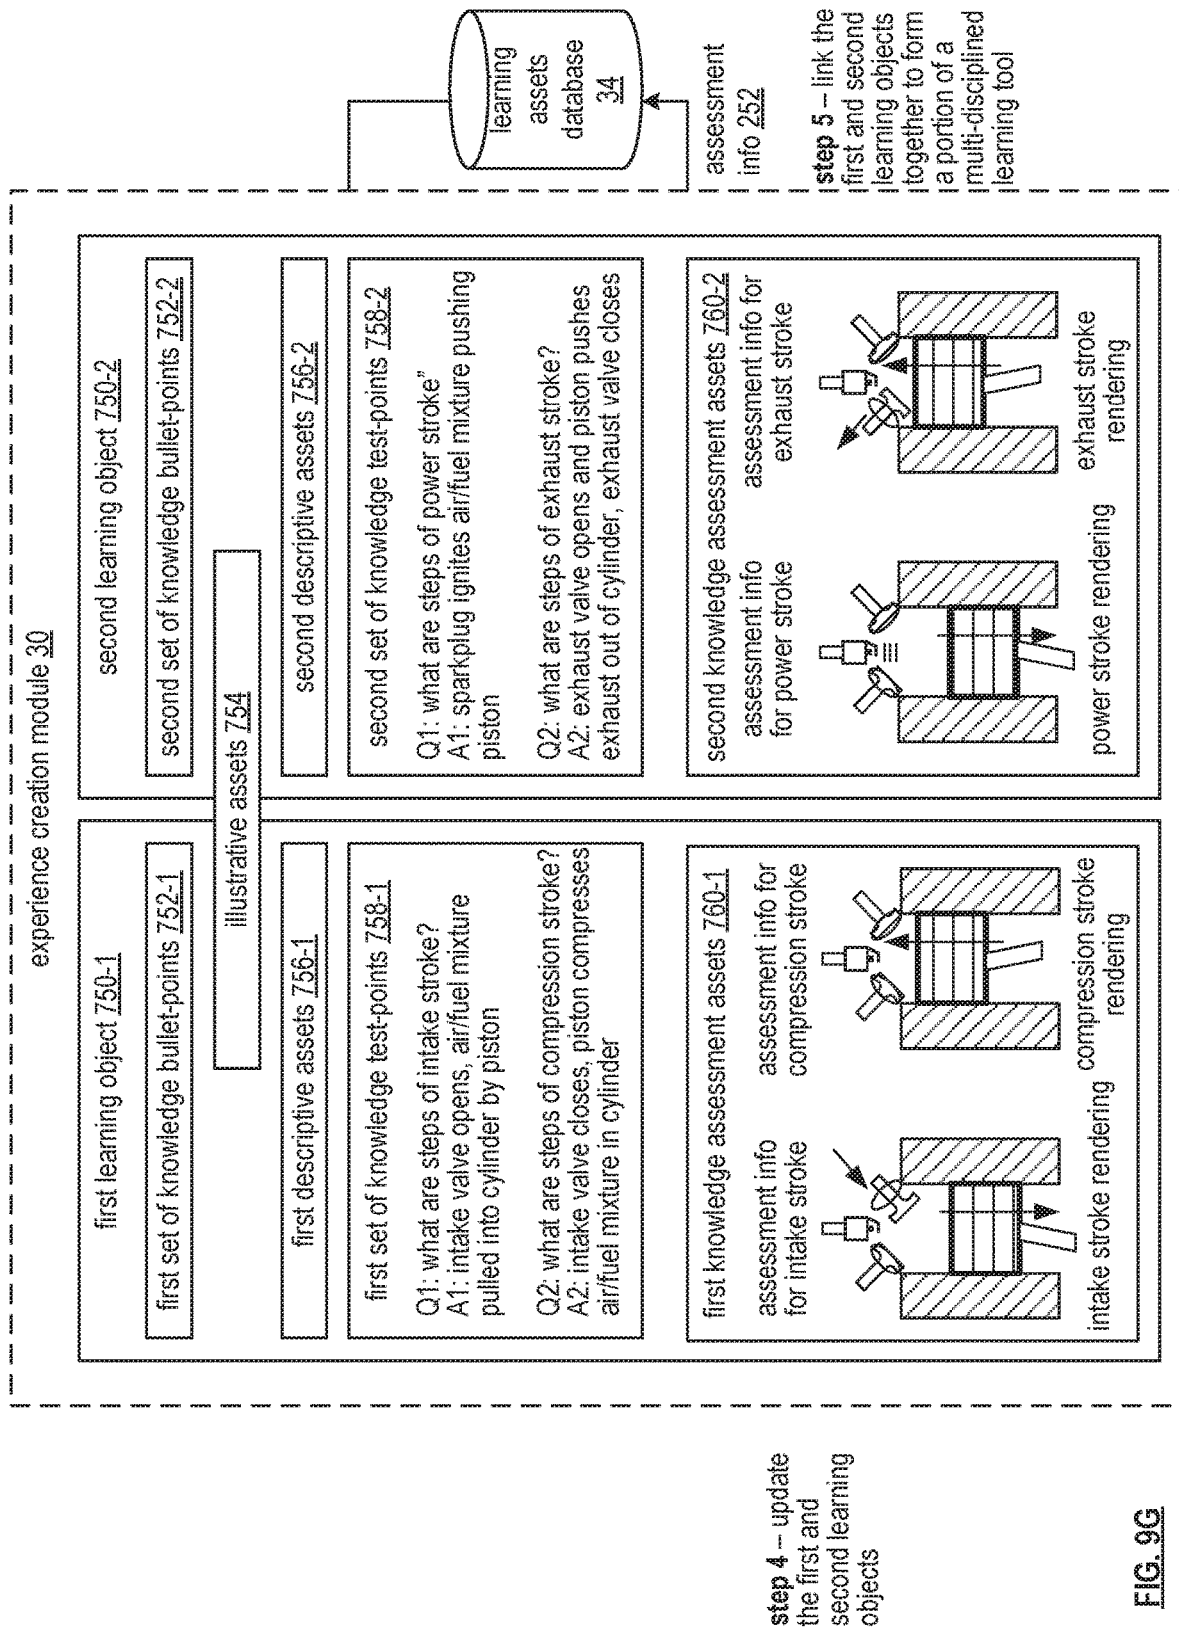 experience creation module 30
first learning object 750-1
first set of knowledge bullet-points 752-1
second learning object 750-2
second set of knowledge bullet-points 752-2
illustrative assets 754
first descriptive assets 756-1
second descriptive assets 756-2
first set of knowledge test-points 758-1
Q1: what are steps of intake stroke?
A1: intake valve opens, air/fuel mixture
pulled into cylinder by piston
Q2: what are steps of compression stroke?
A2: intake valve closes, piston compresses
air/fuel mixture in cylinder
second set of knowledge test-points 758-2
Q1: what are steps of power stroke"
A1: sparkplug ignites air/fuel mixture pushing
piston
Q2: what are steps of exhaust stroke?
A2: exhaust valve opens and piston pushes
exhaust out of cylinder, exhaust valve closes
first knowledge assessment assets 760-1
assessment info
for intake stroke
assessment info for
compression stroke
intake stroke rendering
compression stroke
rendering
second knowledge assessment assets 760-2
assessment info
for power stroke
assessment info for
exhaust stroke
power stroke rendering
exhaust stroke
rendering
learning
assets
database
34
assessment
info 252
step 4 – update
the first and
second learning
objects
step 5 – link the
first and second
learning objects
together to form
a portion of a
multi-disciplined
learning tool
FIG. 9G